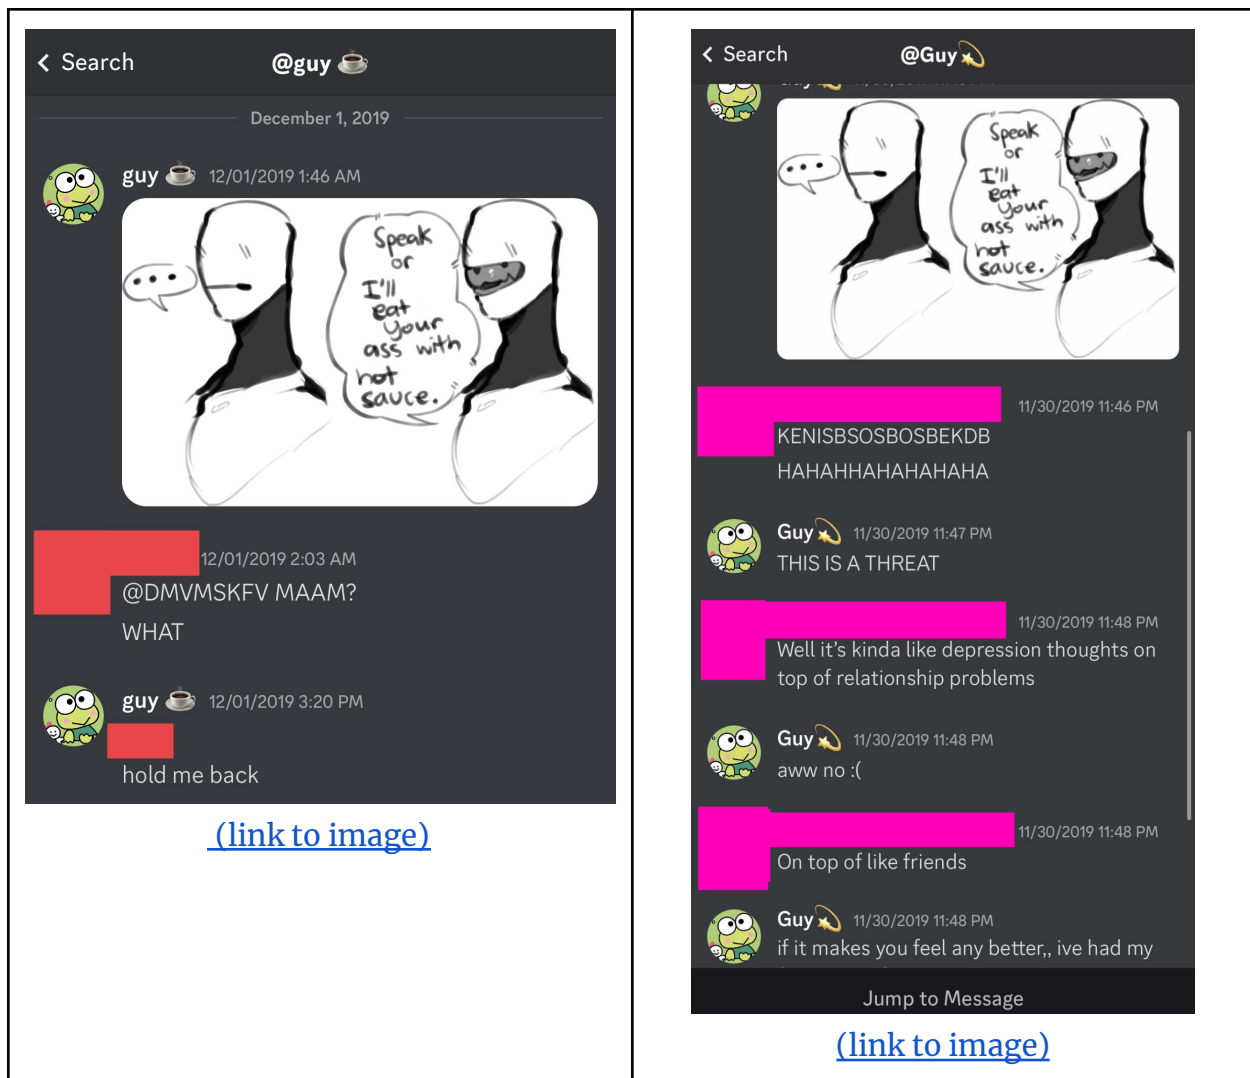 Search
@guy ☕
December 1, 2019
guy ☕ 12/01/2019 1:46 AM
...
Speak
or
I'll
eat
your
ass with
hot
sauce.
12/01/2019 2:03 AM
@DMVMSKFV MAAM?
WHAT
guy ☕ 12/01/2019 3:20 PM
hold me back
(link to image)
Search
@Guy💫
...
Speak
or
I'll
eat
your
ass with
hot
sauce.
11/30/2019 11:46 PM
KENISBSOSBOSBEKDB
HAHAHHAHAHAHAHA
Guy💫 11/30/2019 11:47 PM
THIS IS A THREAT
11/30/2019 11:48 PM
Well it's kinda like depression thoughts on
top of relationship problems
Guy💫 11/30/2019 11:48 PM
aww no :(
11/30/2019 11:48 PM
On top of like friends
Guy💫 11/30/2019 11:48 PM
if it makes you feel any better,, ive had my
Jump to Message
(link to image)